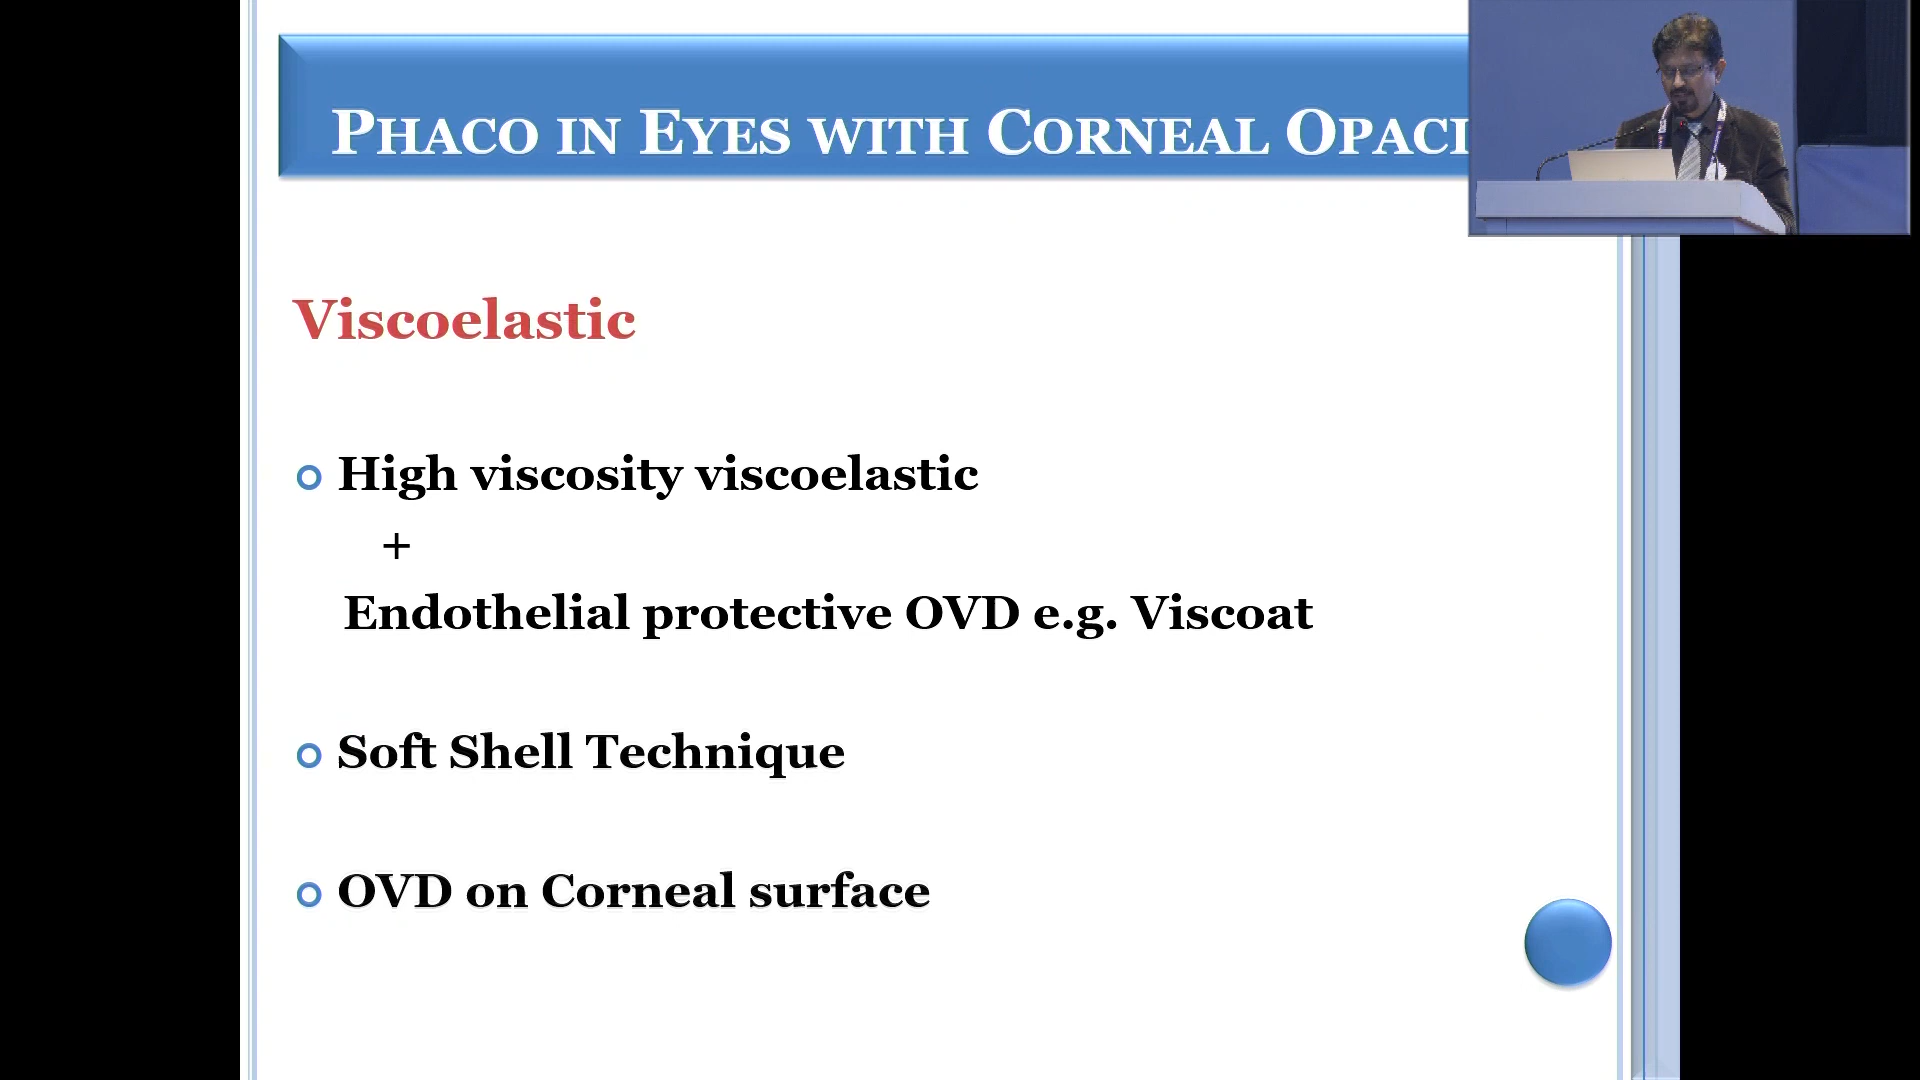 PHACO IN EYES WITH CORNEAL
Viscoelastic
High viscosity viscoelastic
+
Endothelial protective OVD e.g. Viscoat
Soft Shell Technique
OVD on Corneal surface